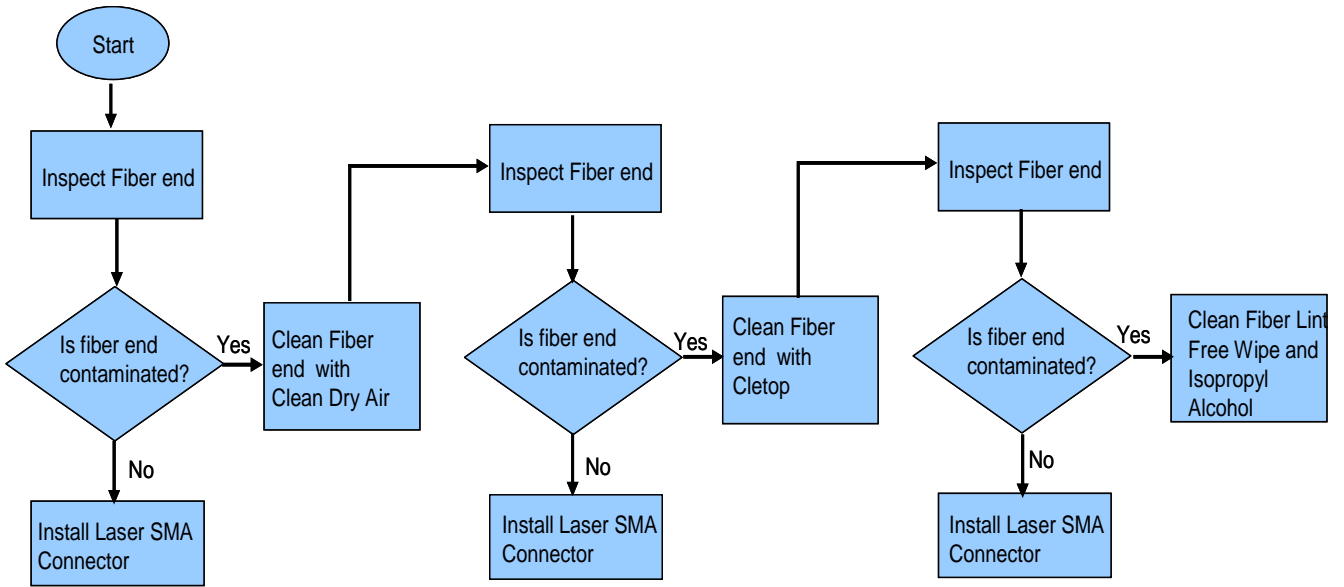 Start
Inspect Fiber end
Is fiber end
contaminated?
Yes
No
Install Laser SMA
Connector
Clean Fiber
end with
Clean Dry Air
Inspect Fiber end
Is fiber end
contaminated?
Yes
No
Install Laser SMA
Connector
Clean Fiber
end with
Cletop
Inspect Fiber end
Is fiber end
contaminated?
Yes
No
Install Laser SMA
Connector
Clean Fiber Lint
Free Wipe and
Isopropyl
Alcohol